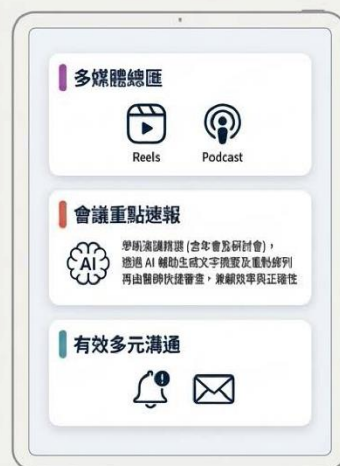 多媒體總匯
Reels
Podcast
會議重點速報
AI
學術演講精選 (含年會及研討會),
透過 AI 輔助生成文字摘要及重點條列
再由醫師快捷審查,兼顧效率與正確性
有效多元溝通